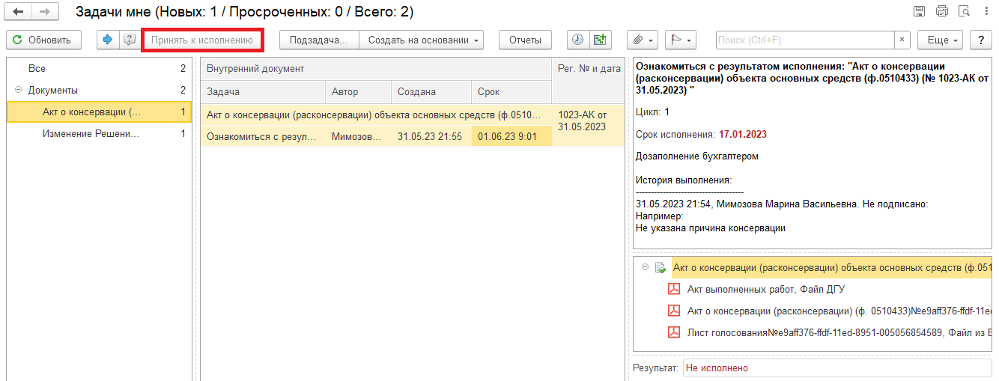 Задачи мне (Новых: 1 / Просроченных: 0 / Всего: 2)
Обновить
Принять к исполнению
Подзадача...
Создать на основании
Отчеты
Поиск (Ctrl+F)
×
Еще
?
Все 2
Документы 2
Акт о консервации (... 1
Изменение Решени... 1
Внутренний документ
Рег. № и дата
Задача Автор Создана Срок
Акт о консервации (расконсервации) объекта основных средств (ф.0510...
1023-АК от
31.05.2023
Ознакомиться с резул... Мимозов... 31.05.23 21:55 01.06.23 9:01
Ознакомиться с результатом исполнения: "Акт о консервации
(расконсервации) объекта основных средств (ф.0510433) (№ 1023-АК от
31.05.2023) "
Цикл: 1
Срок исполнения: 17.01.2023
Дозаполнение бухгалтером
История выполнения:
------------------------------------
31.05.2023 21:54, Мимозова Марина Васильевна. Не подписано:
Например:
Не указана причина консервации
Акт о консервации (расконсервации) объекта основных средств (ф.051
Акт выполненных работ, Файл ДГУ
Акт о консервации (расконсервации) (ф. 0510433)№e9aff376-ffdf-11ed
Лист голосования№e9aff376-ffdf-11ed-8951-005056854589, Файл из Е
Результат: Не исполнено